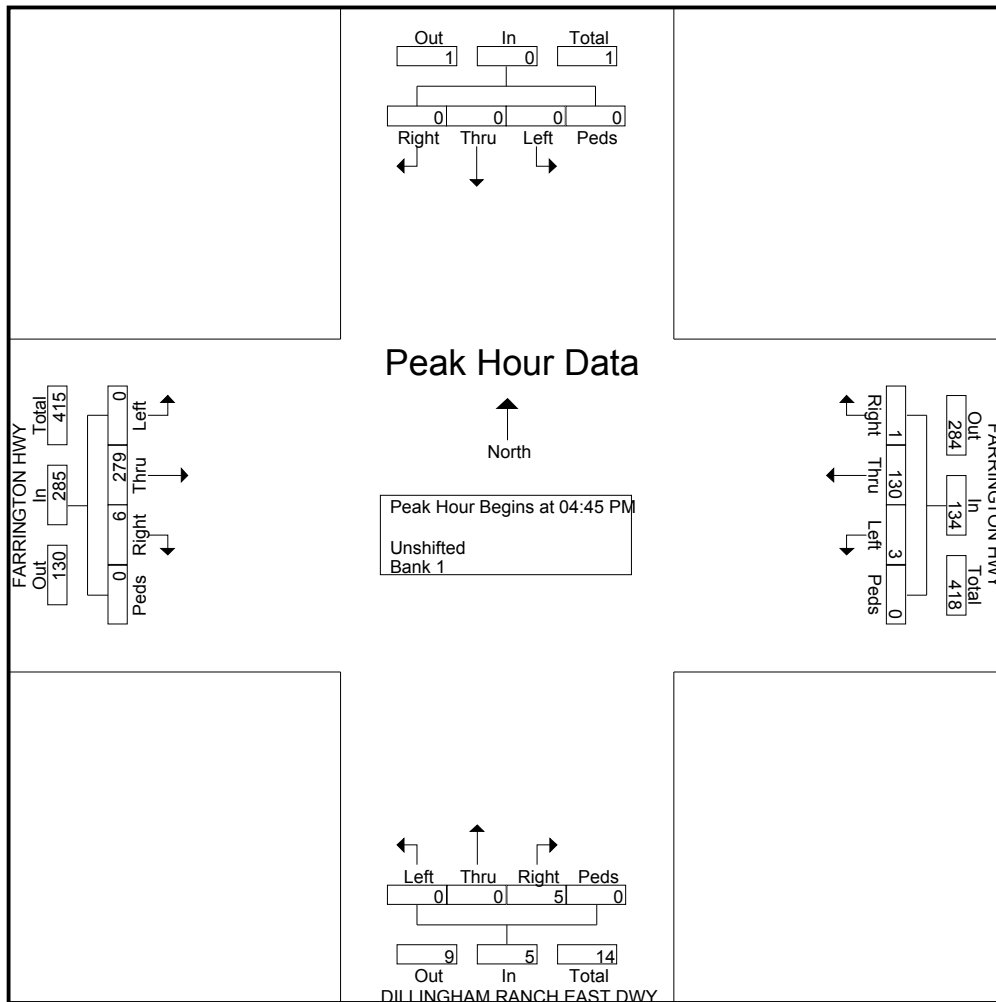 Out In Total
1 0 1
0 0 0 0
Right Thru Left Peds
Peak Hour Data
North
Peak Hour Begins at 04:45 PM
Unshifted
Bank 1
FARRINGTON HWY
Out In Total
130 285 415
0 6 279 0
Peds Right Thru Left
FARRINGTON HWY
Out In Total
284 134 418
1 130 3 0
Right Thru Left Peds
Left Thru Right Peds
0 0 5 0
9 5 14
Out In Total
DILLINGHAM RANCH EAST DWY